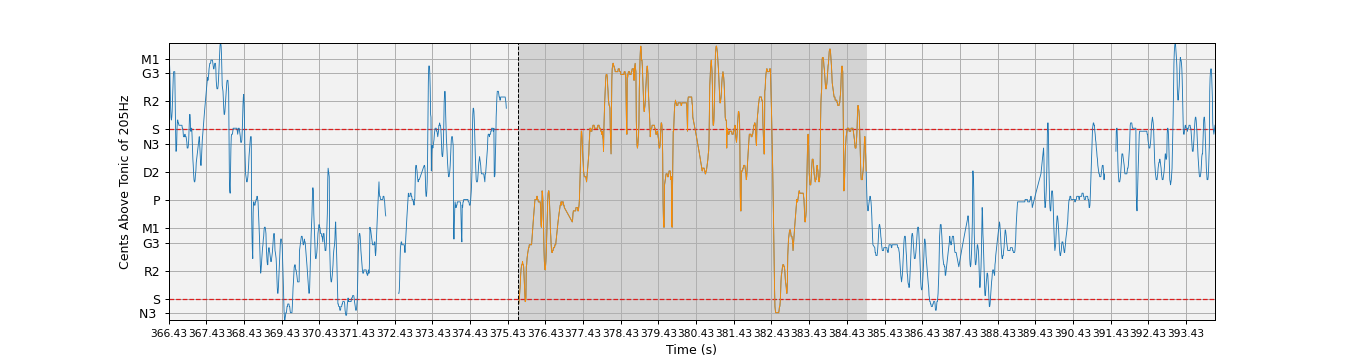 Cents Above Tonic of 205Hz
M1
G3
R2
S
N3
D2
P
M1
G3
R2
S
N3
366.43 367.43 368.43 369.43 370.43 371.43 372.43 373.43 374.43 375.43 376.43 377.43 378.43 379.43 380.43 381.43 382.43 383.43 384.43 385.43 386.43 387.43 388.43 389.43 390.43 391.43 392.43 393.43
Time (s)